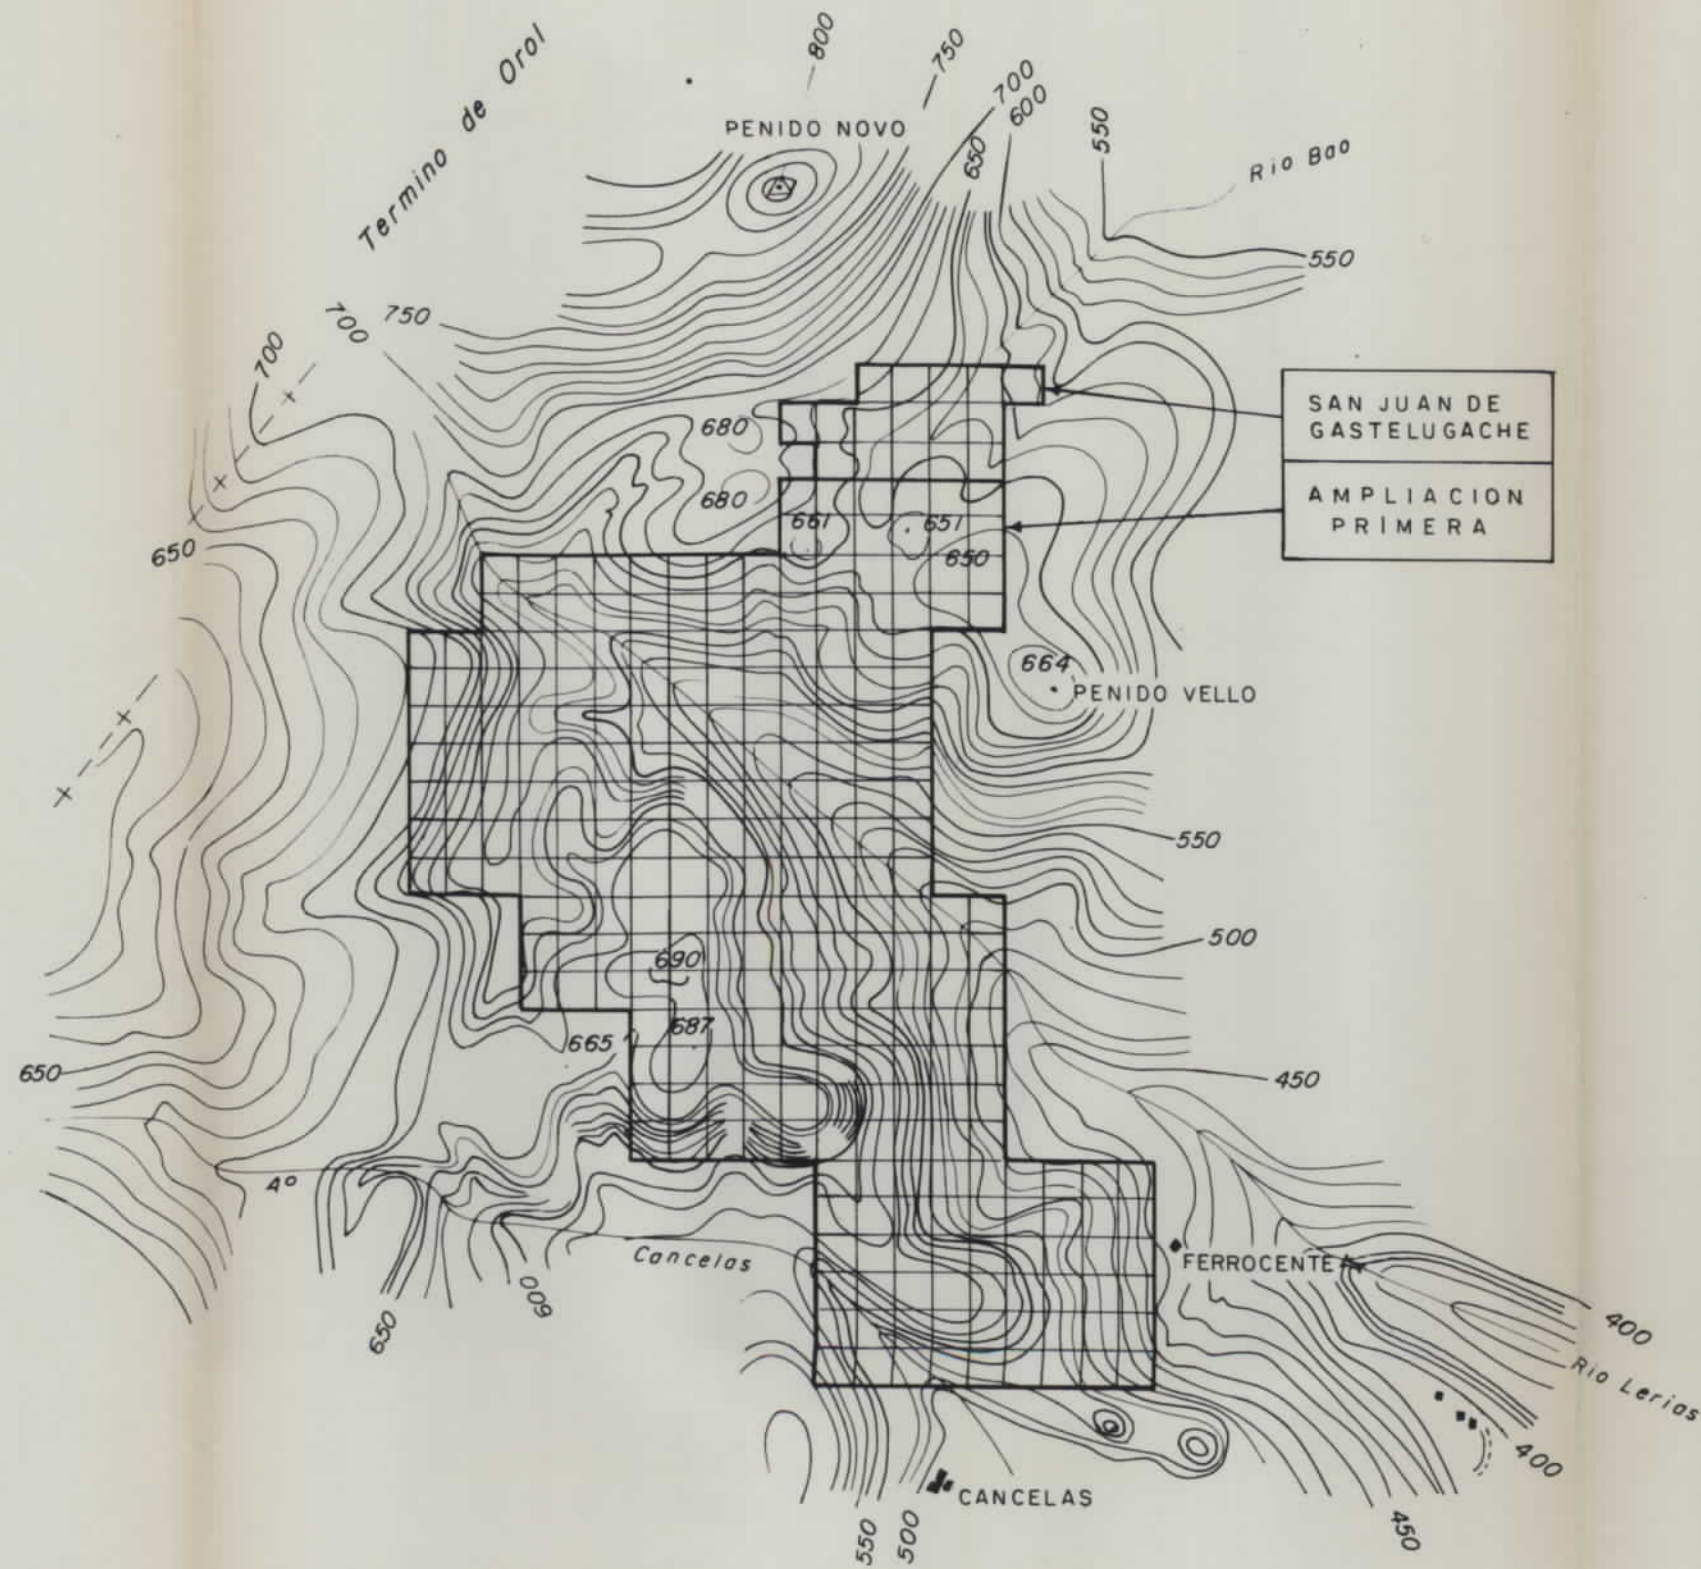 800
750
700
600
Termino de Orol
PENIDO NOVO
650
550
Rio Bao
550
700
700
750
680
SAN JUAN DE
GASTELUGACHE
680
AMPLIACION
PRIMERA
661
651
650
650
664
PENIDO VELLO
550
500
690
687
665
650
450
4º
Cancelas
FERROCENTE
600
650
400
Rio Lerias
400
CANCELAS
550
500
450